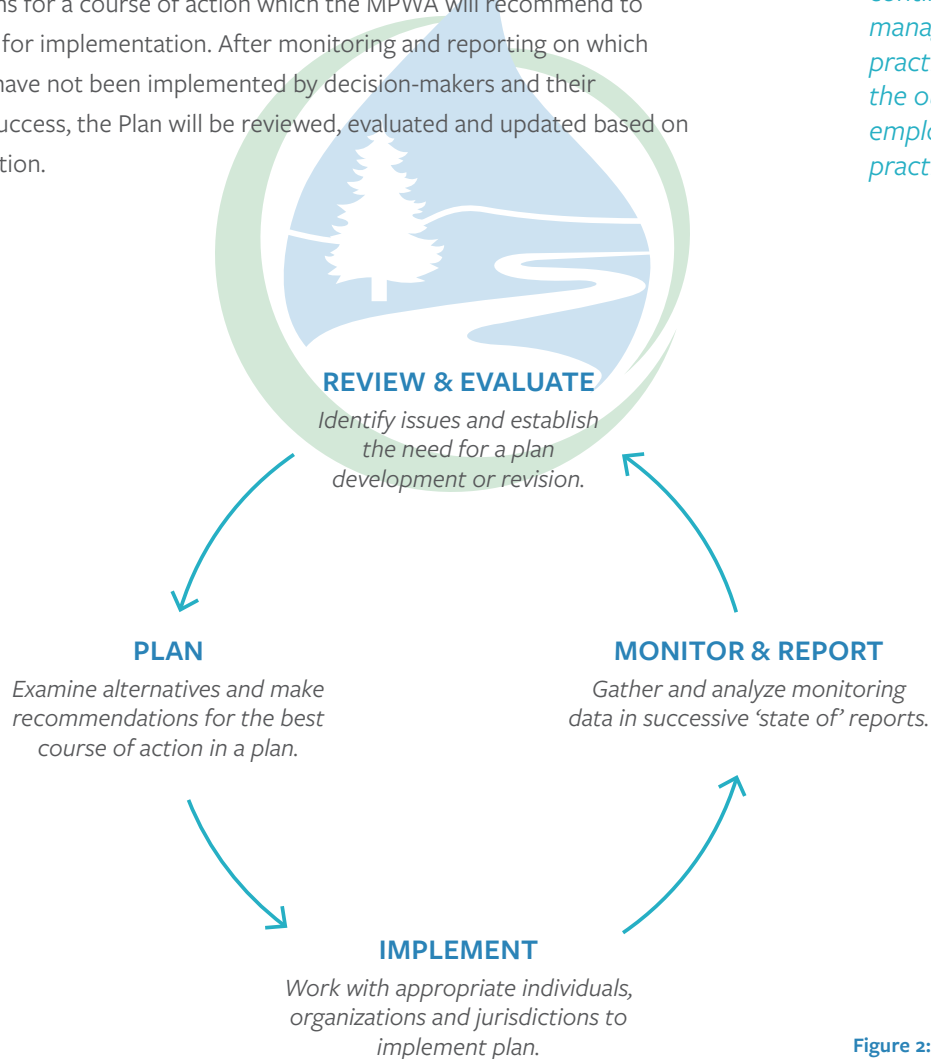 ns for a course of action which the MPWA will recommend to
for implementation. After monitoring and reporting on which
have not been implemented by decision-makers and their
uccess, the Plan will be reviewed, evaluated and updated based on
tion.
manag
pract
the o
emplo
pract
REVIEW & EVALUATE
Identify issues and establish
the need for a plan
development or revision.
PLAN
Examine alternatives and make
recommendations for the best
course of action in a plan.
MONITOR & REPORT
Gather and analyze monitoring
data in successive ‘state of’ reports.
IMPLEMENT
Work with appropriate individuals,
organizations and jurisdictions to
implement plan.
Figure 2: